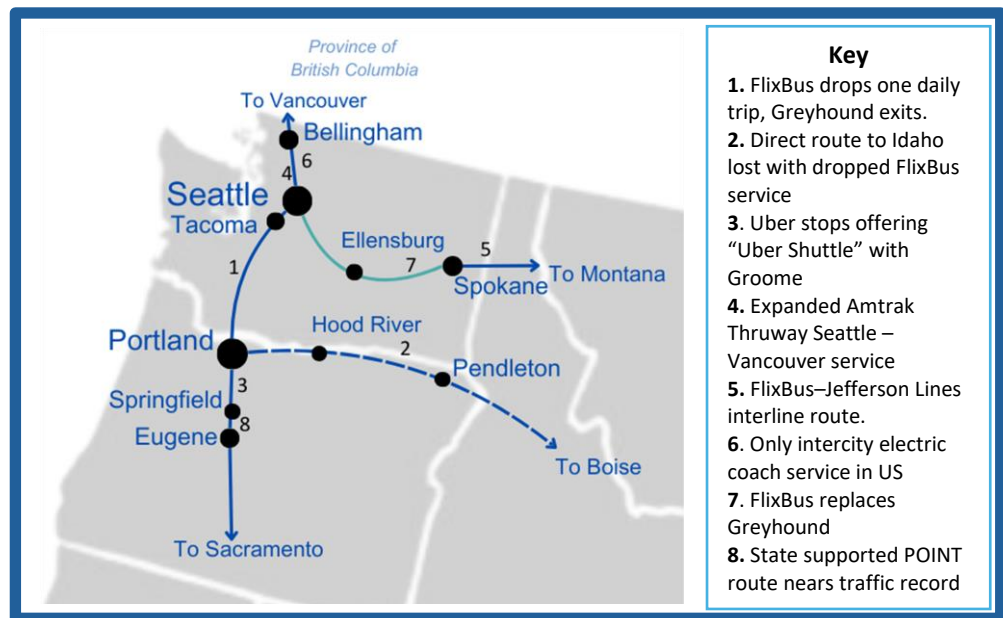 Province of
British Columbia
To Vancouver
Bellingham
6
4
Seattle
Tacoma
Ellensburg
5
7
To Montana
Spokane
1
Hood River
Portland
2
Pendleton
3
Springfield
8
Eugene
To Boise
To Sacramento
Key
1. FlixBus drops one daily
trip, Greyhound exits.
2. Direct route to Idaho
lost with dropped FlixBus
service
3. Uber stops offering
“Uber Shuttle” with
Groome
4. Expanded Amtrak
Thruway Seattle –
Vancouver service
5. FlixBus–Jefferson Lines
interline route.
6. Only intercity electric
coach service in US
7. FlixBus replaces
Greyhound
8. State supported POINT
route nears traffic record